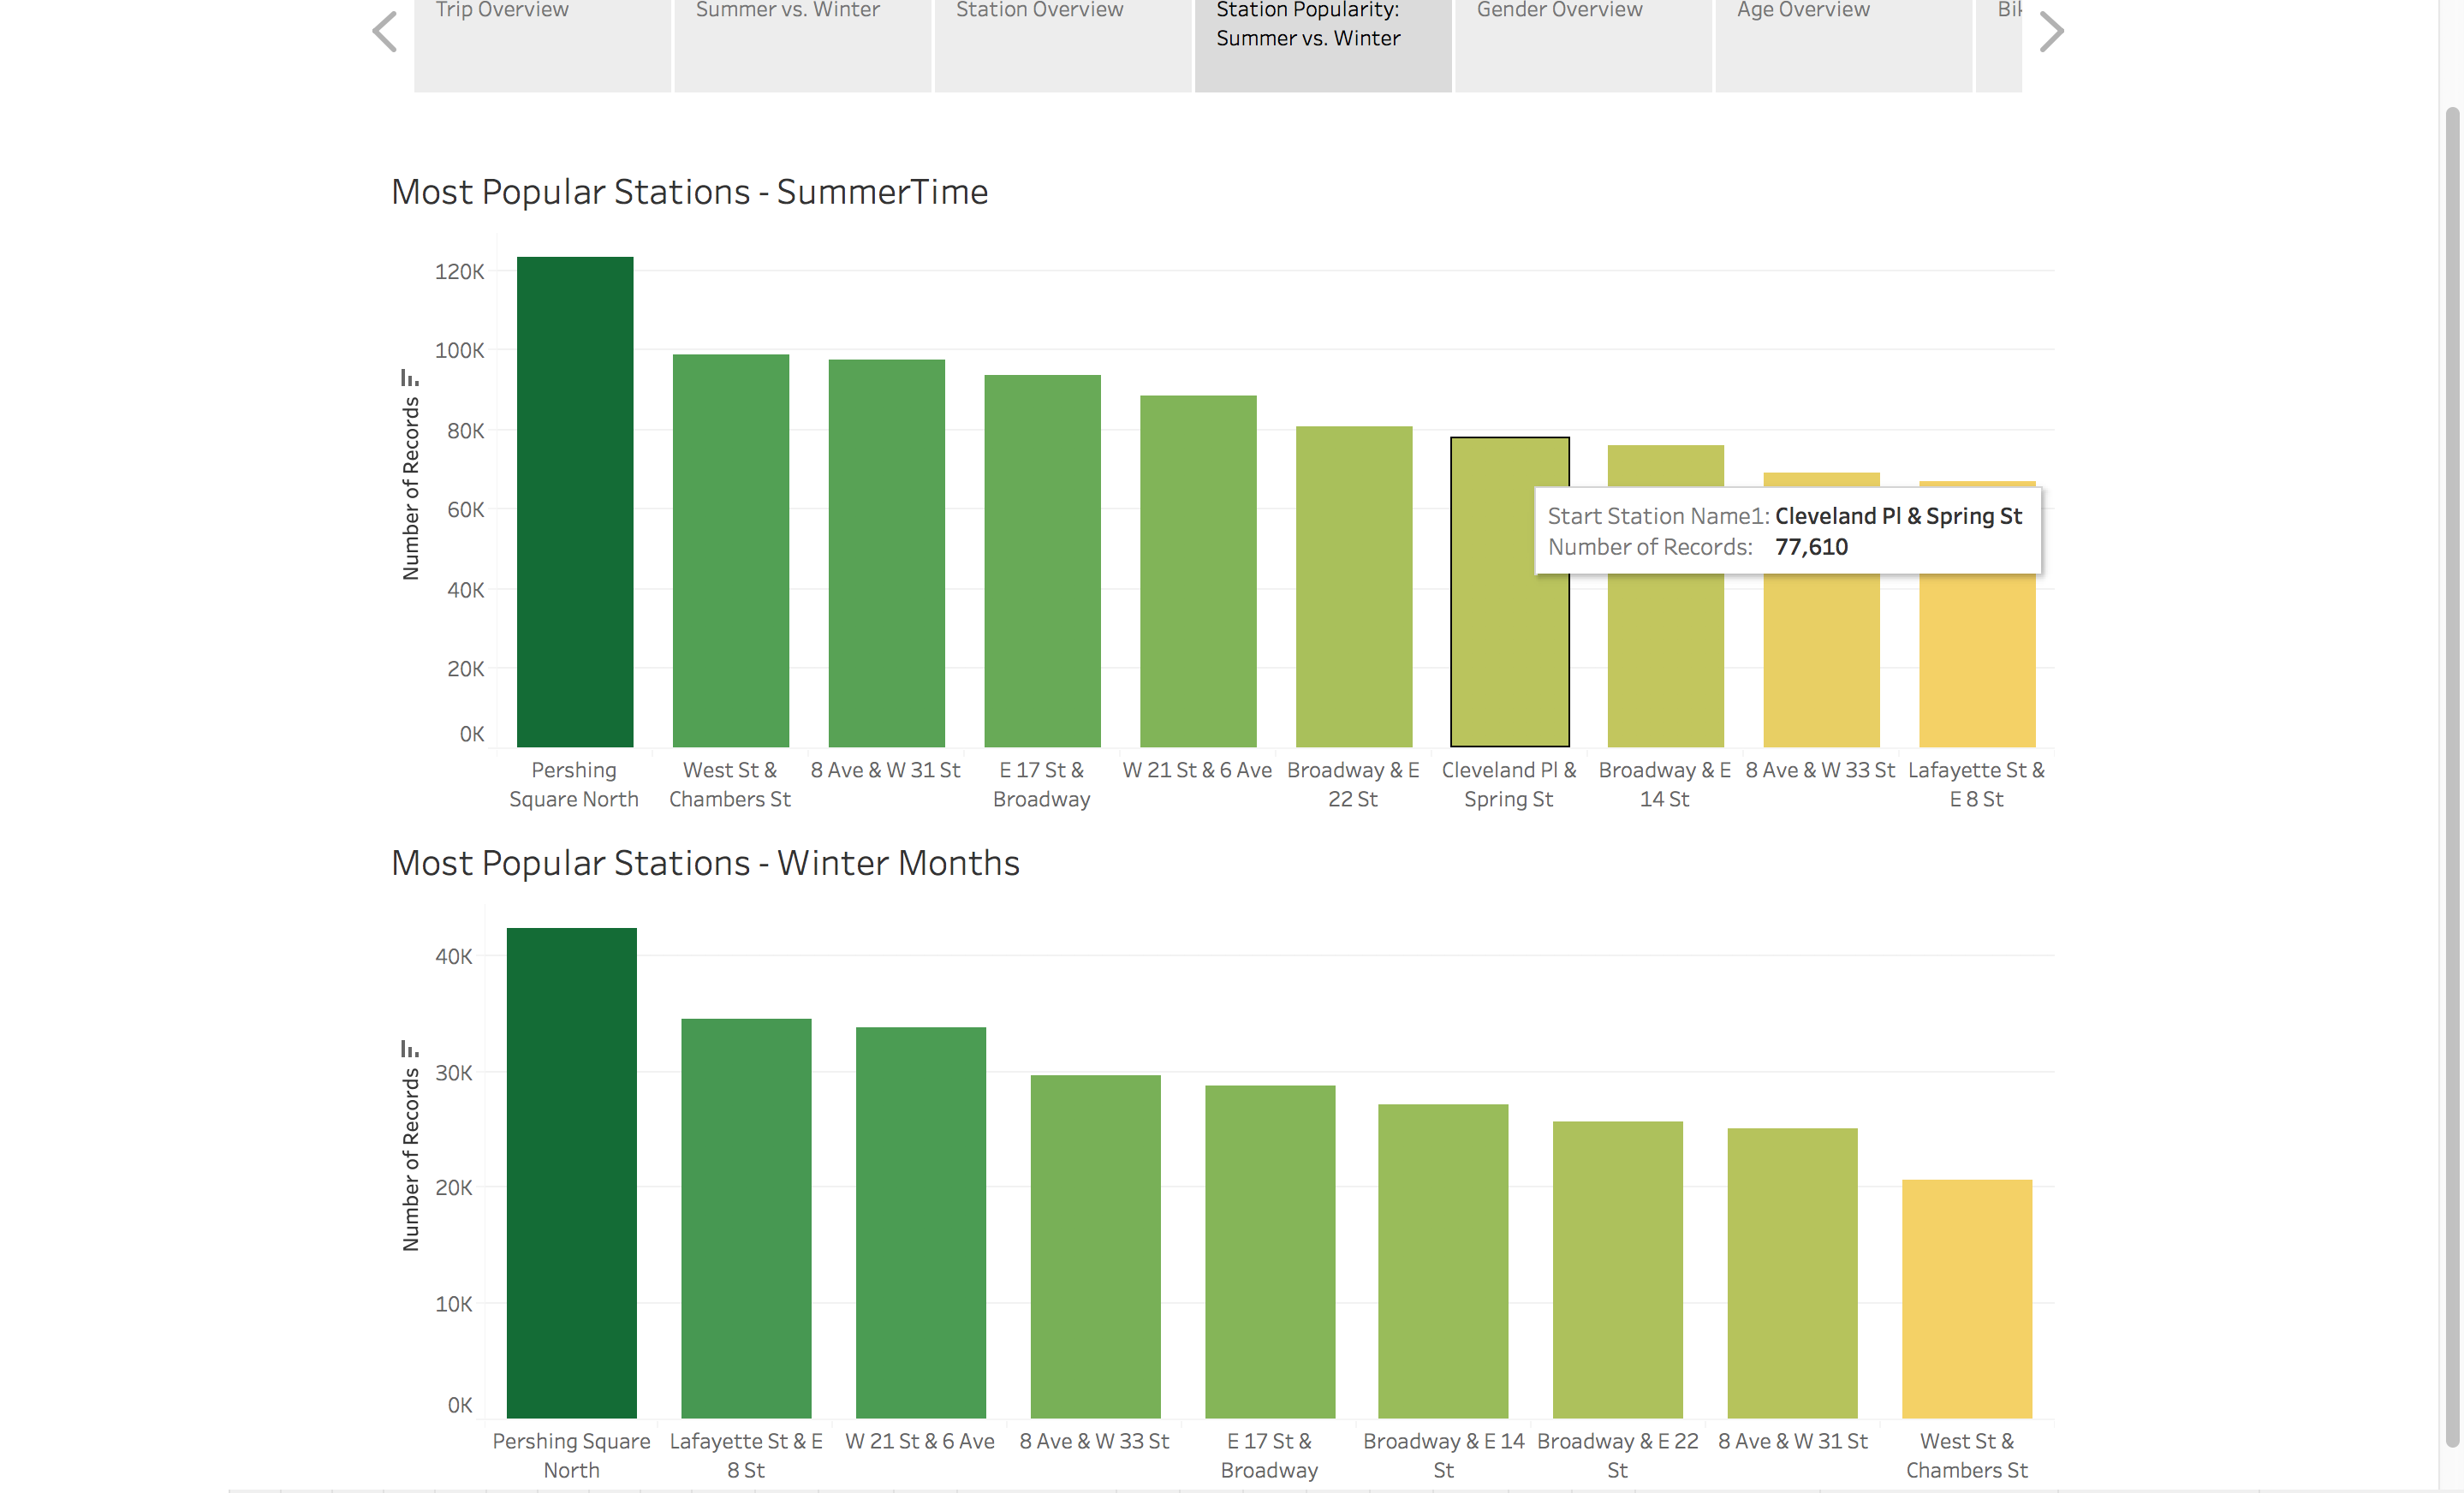 Trip Overview
Summer vs. Winter
Station Overview
Station Popularity:
Summer vs. Winter
Gender Overview
Age Overview
Most Popular Stations - SummerTime
120K
100K
80K
60K
40K
20K
0K
Number of Records
Start Station Name1: Cleveland Pl & Spring St
Number of Records: 77,610
Pershing
Square North
West St &
Chambers St
8 Ave & W 31 St
E 17 St &
Broadway
W 21 St & 6 Ave
Broadway & E
22 St
Cleveland Pl &
Spring St
Broadway & E
14 St
8 Ave & W 33 St
Lafayette St &
E 8 St
Most Popular Stations - Winter Months
40K
30K
20K
10K
0K
Number of Records
Pershing Square
North
Lafayette St & E
8 St
W 21 St & 6 Ave
8 Ave & W 33 St
E 17 St &
Broadway
Broadway & E 14
St
Broadway & E 22
St
8 Ave & W 31 St
West St &
Chambers St